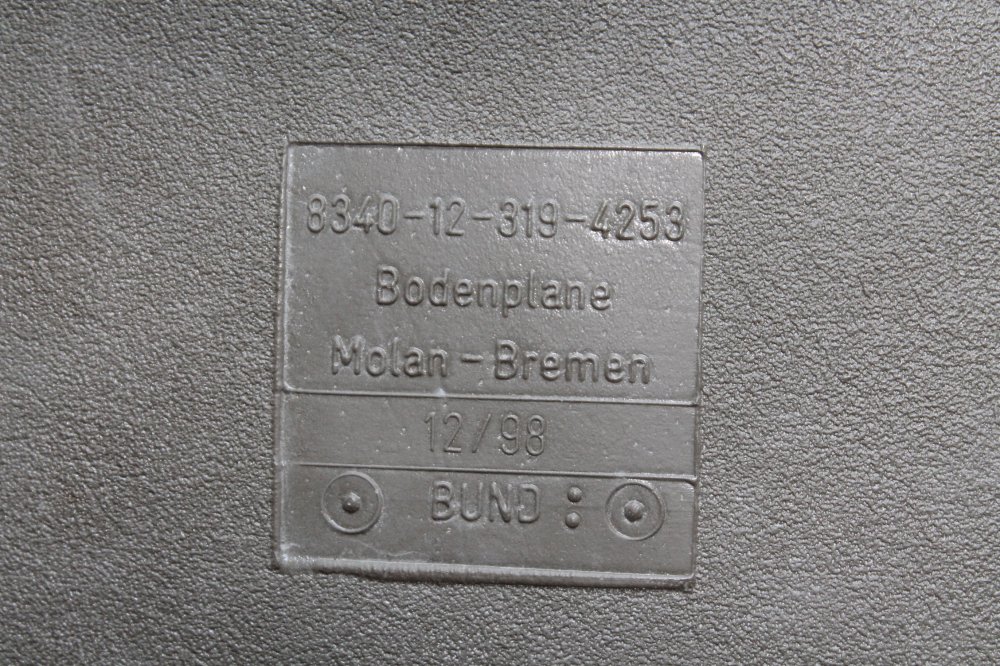 8340-12-319-4253
Bodenplane
Molan-Bremen
12/98
BUND :